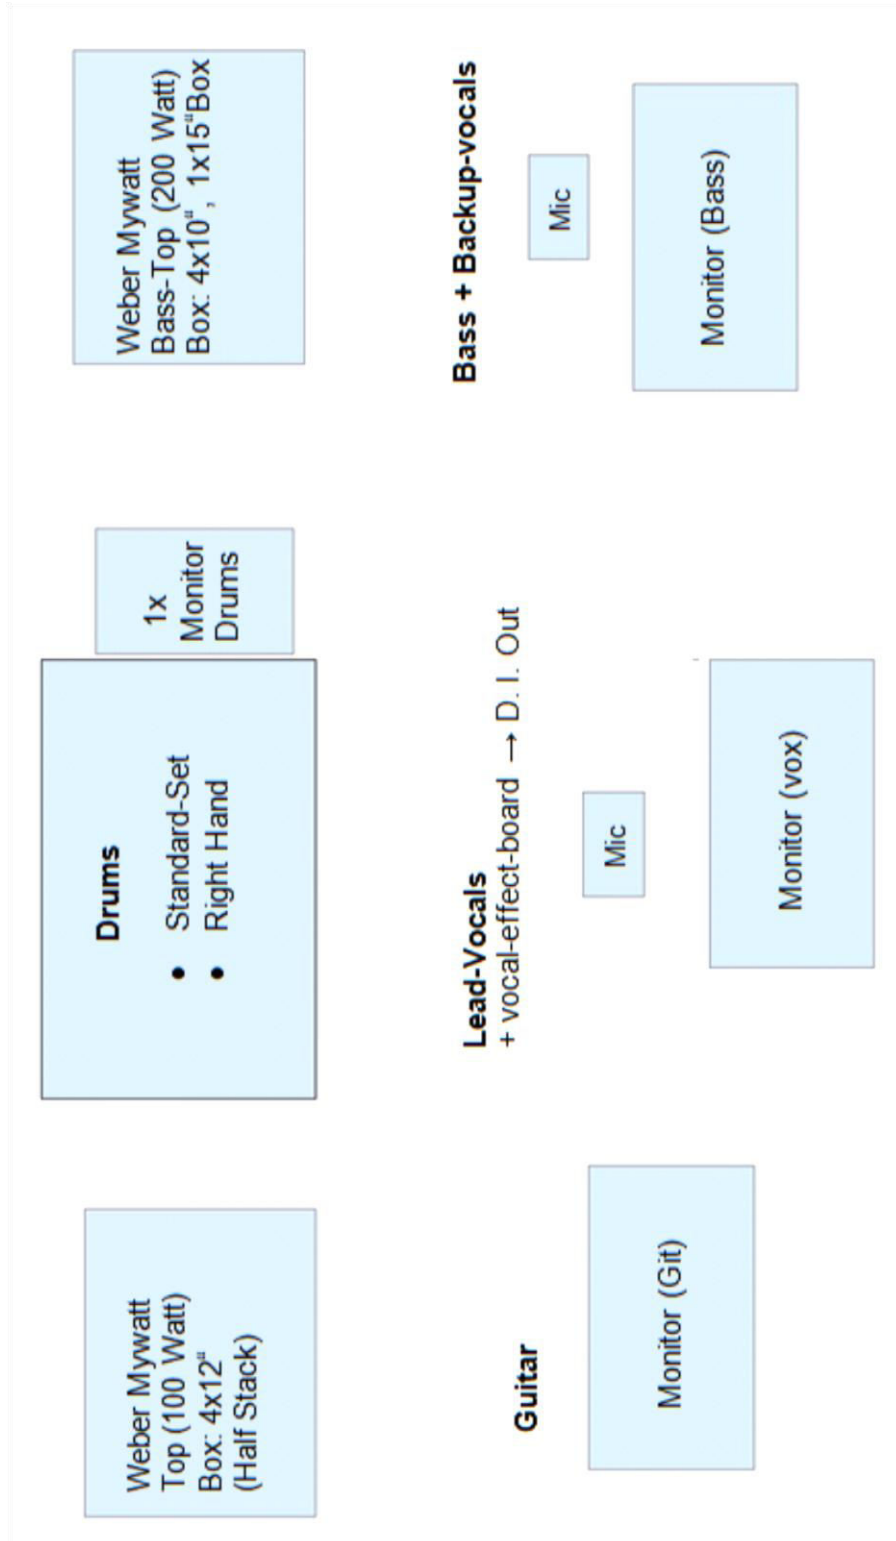 Weber Mywatt
Top (100 Watt)
Box: 4x12“
(Half Stack)
Drums
• Standard-Set
• Right Hand
1x
Monitor
Drums
Weber Mywatt
Bass-Top (200 Watt)
Box: 4x10“, 1x15“Box
Guitar
Monitor (Git)
Lead-Vocals
+ vocal-effect-board → D. I. Out
Mic
Monitor (vox)
Bass + Backup-vocals
Mic
Monitor (Bass)